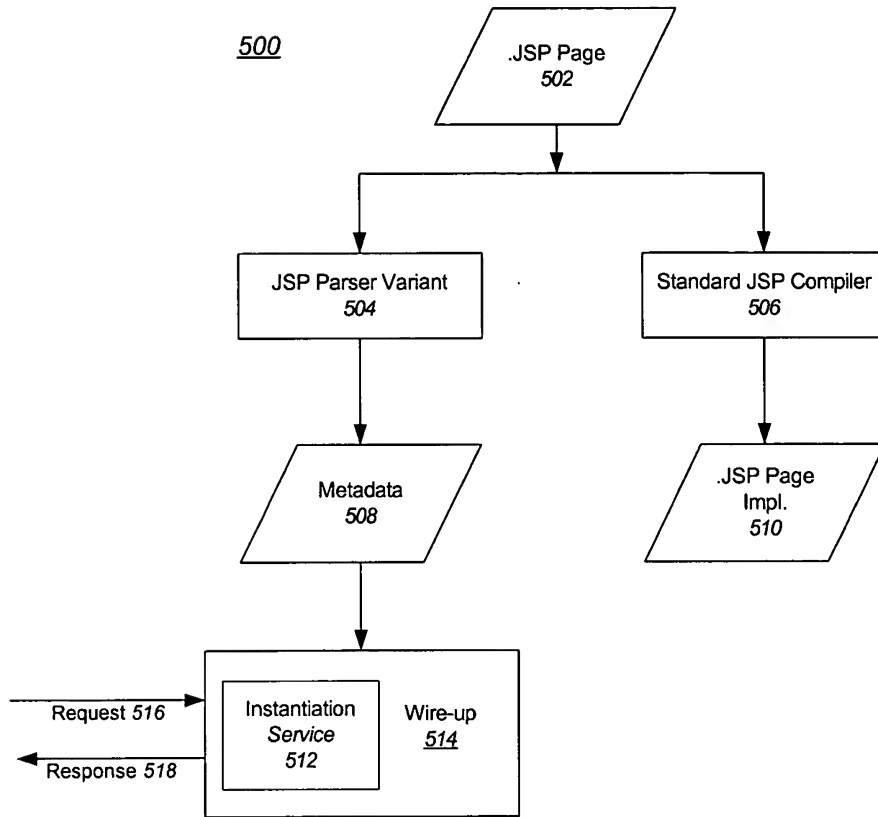 500
.JSP Page
502
JSP Parser Variant
504
Standard JSP Compiler
506
Metadata
508
.JSP Page
Impl.
510
Request 516
Response 518
Instantiation
Service
512
Wire-up
514